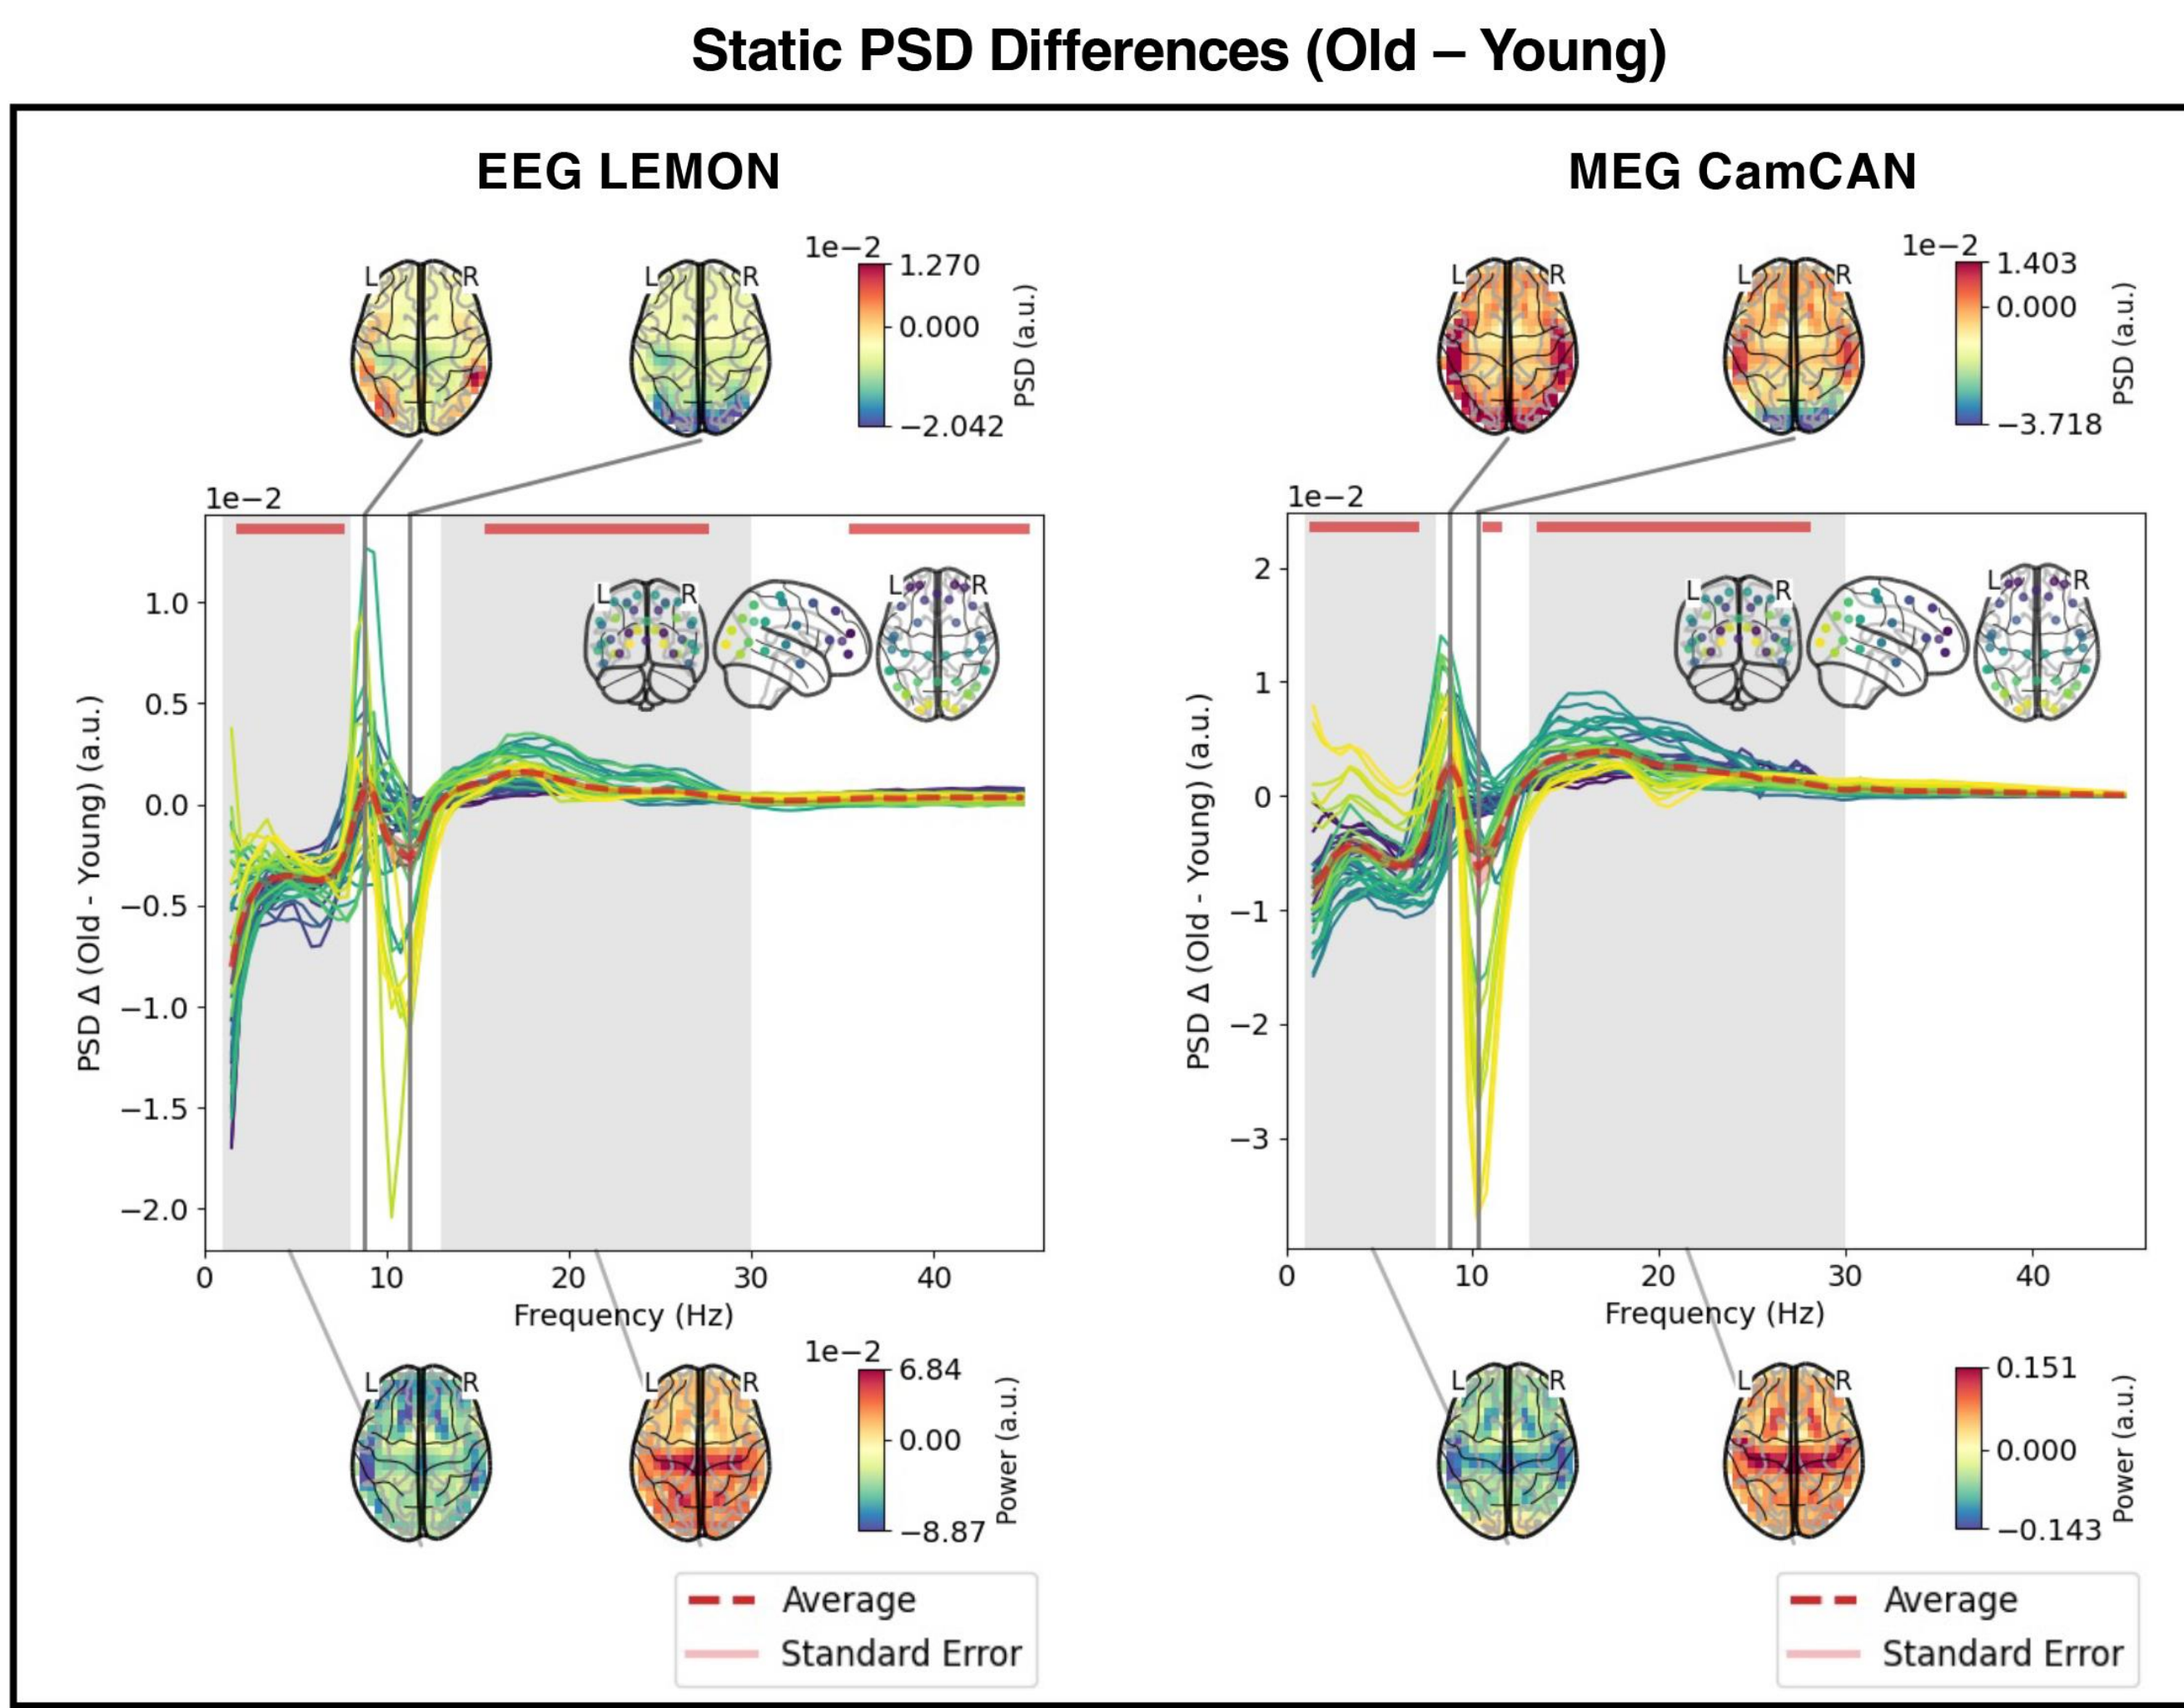 Static PSD Differences (Old – Young)
EEG LEMON
L R
L R
1e−2
1.270
0.000
−2.042
PSD (a.u.)
1e−2
1.0
0.5
0.0
−0.5
−1.0
−1.5
−2.0
PSD Δ (Old - Young) (a.u.)
L R
L R
0 10 20 30 40
Frequency (Hz)
L R
L R
1e−2
6.84
0.00
−8.87
Power (a.u.)
Average
Standard Error
MEG CamCAN
L R
L R
1e−2
1.403
0.000
−3.718
PSD (a.u.)
1e−2
2
1
0
−1
−2
−3
PSD Δ (Old - Young) (a.u.)
L R
L R
0 10 20 30 40
Frequency (Hz)
L R
L R
0.151
0.000
−0.143
Power (a.u.)
Average
Standard Error